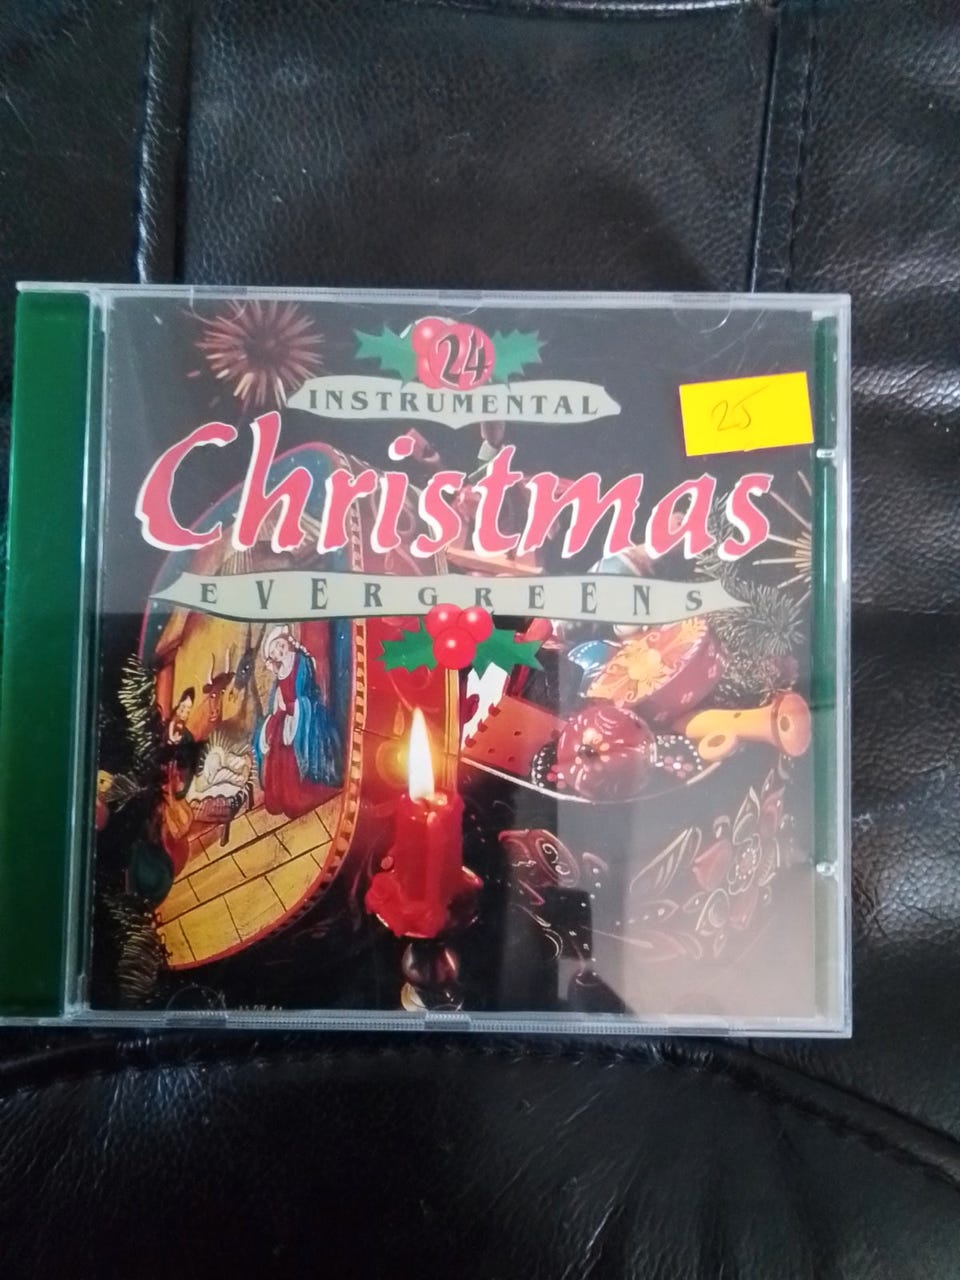 24
INSTRUMENTAL
25
Christmas
EVERGREENS